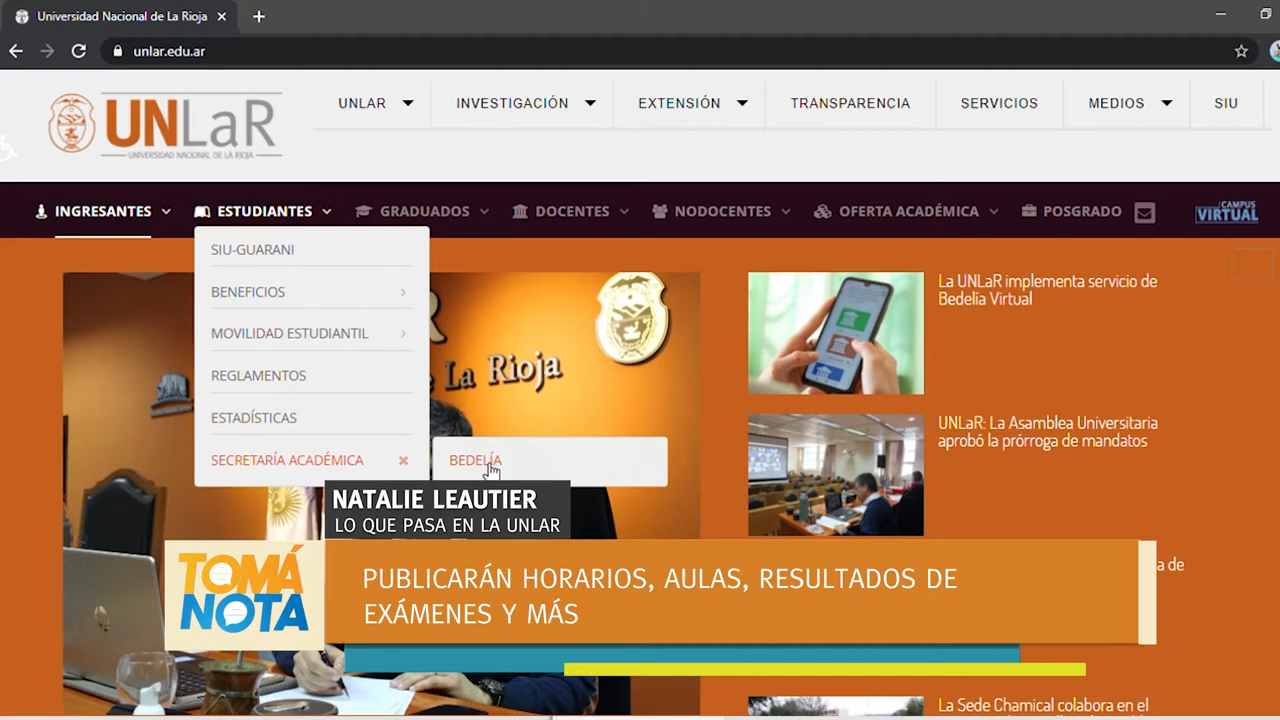 Universidad Nacional de La Rioja
unlar.edu.ar
UNLaR
UNIVERSIDAD NACIONAL DE LA RIOJA
UNLAR
INVESTIGACIÓN
EXTENSIÓN
TRANSPARENCIA
SERVICIOS
MEDIOS
SIU
INGRESANTES
ESTUDIANTES
GRADUADOS
DOCENTES
NODOCENTES
OFERTA ACADÉMICA
POSGRADO
CAMPUS
VIRTUAL
SIU-GUARANI
BENEFICIOS
MOVILIDAD ESTUDIANTIL
REGLAMENTOS
ESTADÍSTICAS
SECRETARÍA ACADÉMICA
BEDELÍA
La Rioja
La UNLaR implementa servicio de
Bedelía Virtual
UNLaR: La Asamblea Universitaria
aprobó la prórroga de mandatos
a de
La Sede Chamical colabora en el
NATALIE LEAUTIER
LO QUE PASA EN LA UNLAR
TOMÁ
NOTA
PUBLICARÁN HORARIOS, AULAS, RESULTADOS DE
EXÁMENES Y MÁS